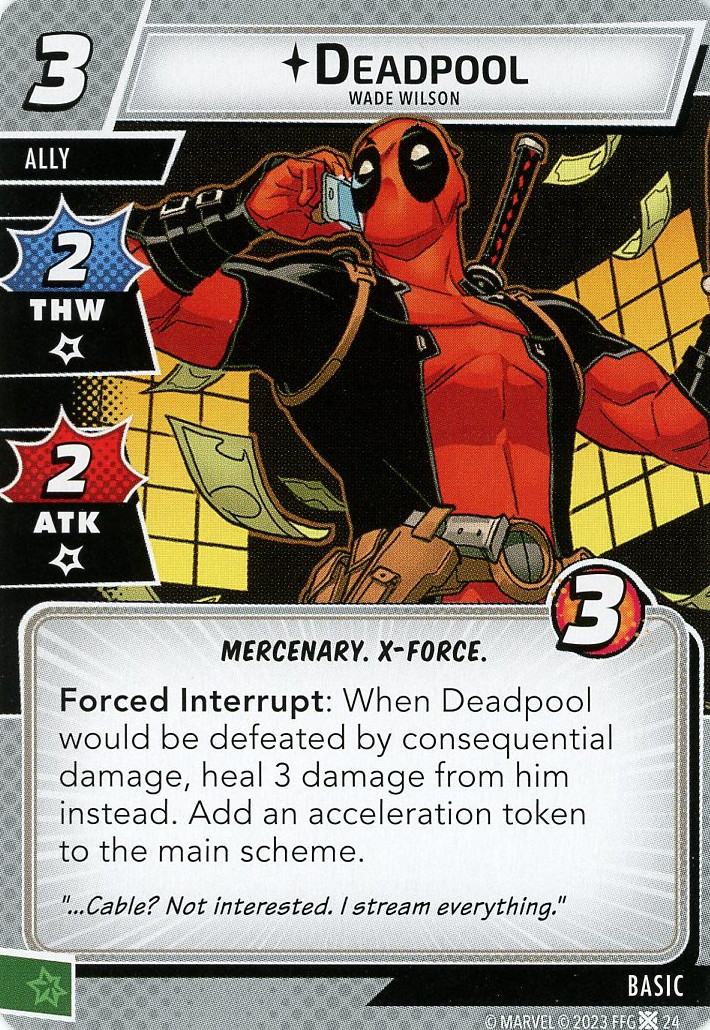 3
DEADPOOL
WADE WILSON
ALLY
2
THW
2
ATK
3
MERCENARY. X-FORCE.
Forced Interrupt: When Deadpool
would be defeated by consequential
damage, heal 3 damage from him
instead. Add an acceleration token
to the main scheme.
"...Cable? Not interested. I stream everything."
BASIC
© MARVEL © 2023 FFG 24